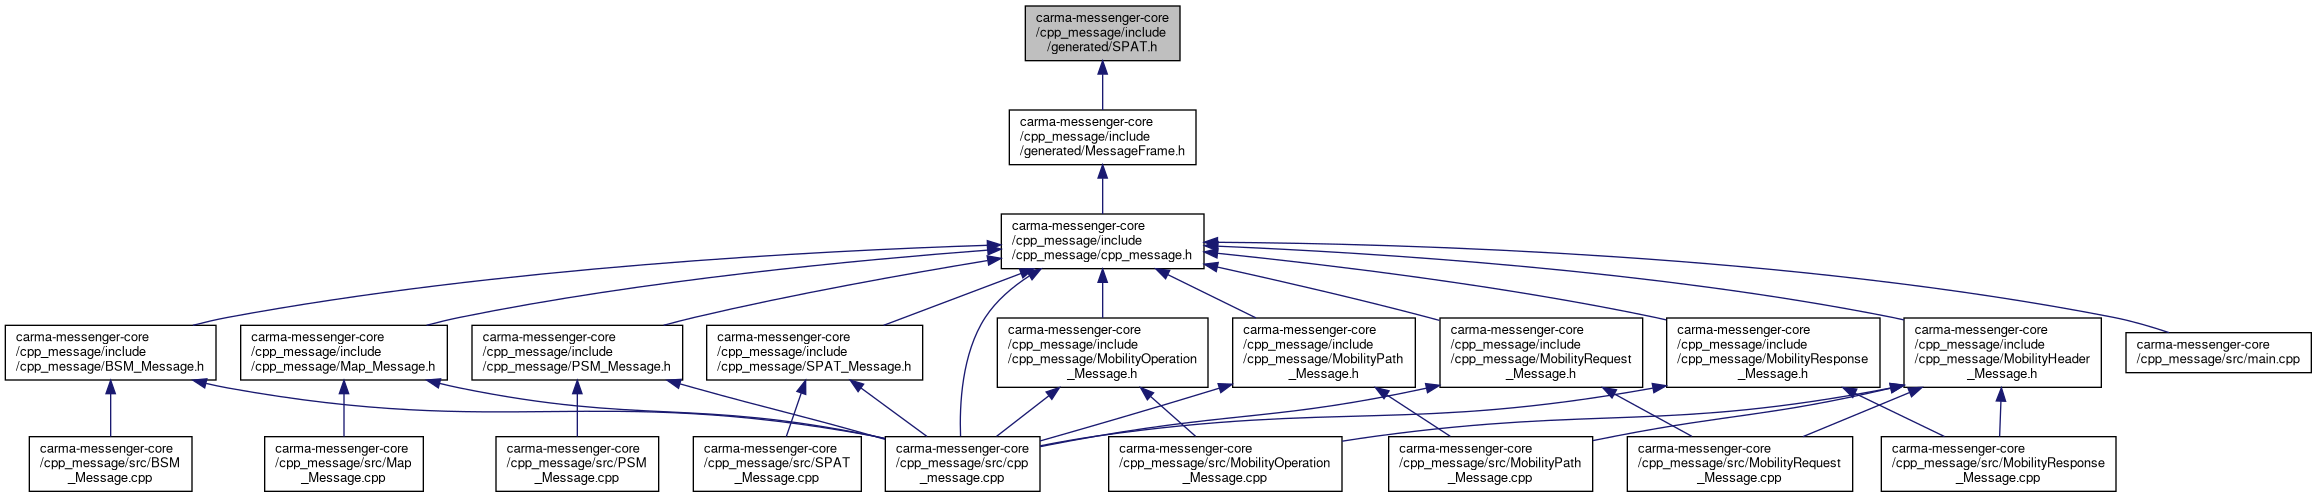 carma-messenger-core
/cpp_message/include
/generated/SPAT.h
carma-messenger-core
/cpp_message/include
/generated/MessageFrame.h
carma-messenger-core
/cpp_message/include
/cpp_message/cpp_message.h
carma-messenger-core
/cpp_message/include
/cpp_message/BSM_Message.h
carma-messenger-core
/cpp_message/include
/cpp_message/Map_Message.h
carma-messenger-core
/cpp_message/include
/cpp_message/PSM_Message.h
carma-messenger-core
/cpp_message/include
/cpp_message/SPAT_Message.h
carma-messenger-core
/cpp_message/include
/cpp_message/MobilityOperation
_Message.h
carma-messenger-core
/cpp_message/include
/cpp_message/MobilityPath
_Message.h
carma-messenger-core
/cpp_message/include
/cpp_message/MobilityRequest
_Message.h
carma-messenger-core
/cpp_message/include
/cpp_message/MobilityResponse
_Message.h
carma-messenger-core
/cpp_message/include
/cpp_message/MobilityHeader
_Message.h
carma-messenger-core
/cpp_message/src/main.cpp
carma-messenger-core
/cpp_message/src/BSM
_Message.cpp
carma-messenger-core
/cpp_message/src/Map
_Message.cpp
carma-messenger-core
/cpp_message/src/PSM
_Message.cpp
carma-messenger-core
/cpp_message/src/SPAT
_Message.cpp
carma-messenger-core
/cpp_message/src/cpp
_message.cpp
carma-messenger-core
/cpp_message/src/MobilityOperation
_Message.cpp
carma-messenger-core
/cpp_message/src/MobilityPath
_Message.cpp
carma-messenger-core
/cpp_message/src/MobilityRequest
_Message.cpp
carma-messenger-core
/cpp_message/src/MobilityResponse
_Message.cpp